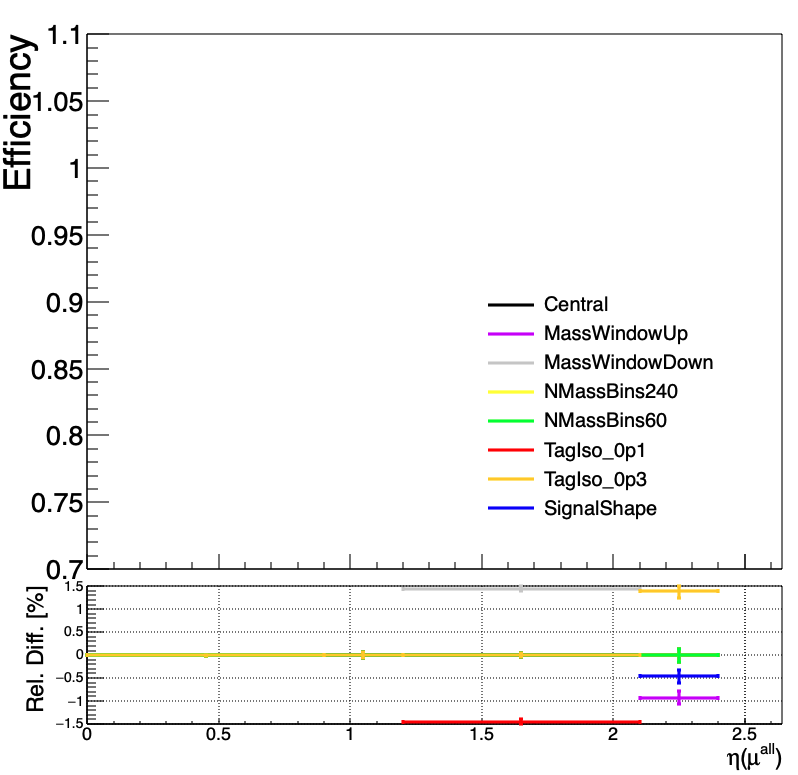 Efficiency
1.1
1.05
1
0.95
0.9
0.85
0.8
0.75
0.7
Central
MassWindowUp
MassWindowDown
NMassBins240
NMassBins60
TagIso_0p1
TagIso_0p3
SignalShape
Rel. Diff. [%]
1.5
1
0.5
0
−0.5
−1
−1.5
0 0.5 1 1.5 2 2.5
η(μ^all)